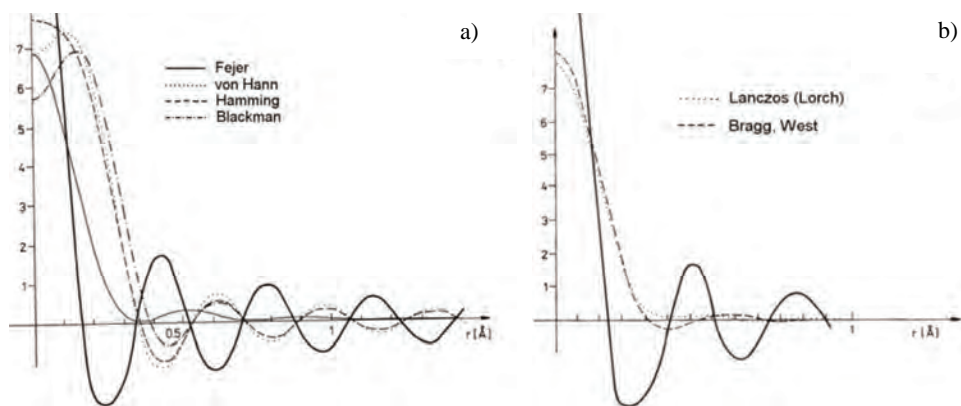 a)
7
6
5
4
3
2
1
Fejer
von Hann
Hamming
Blackman
0.5
1
r [Å]
b)
7
6
5
4
3
2
1
Lanczos (Lorch)
Bragg, West
1
r [Å]